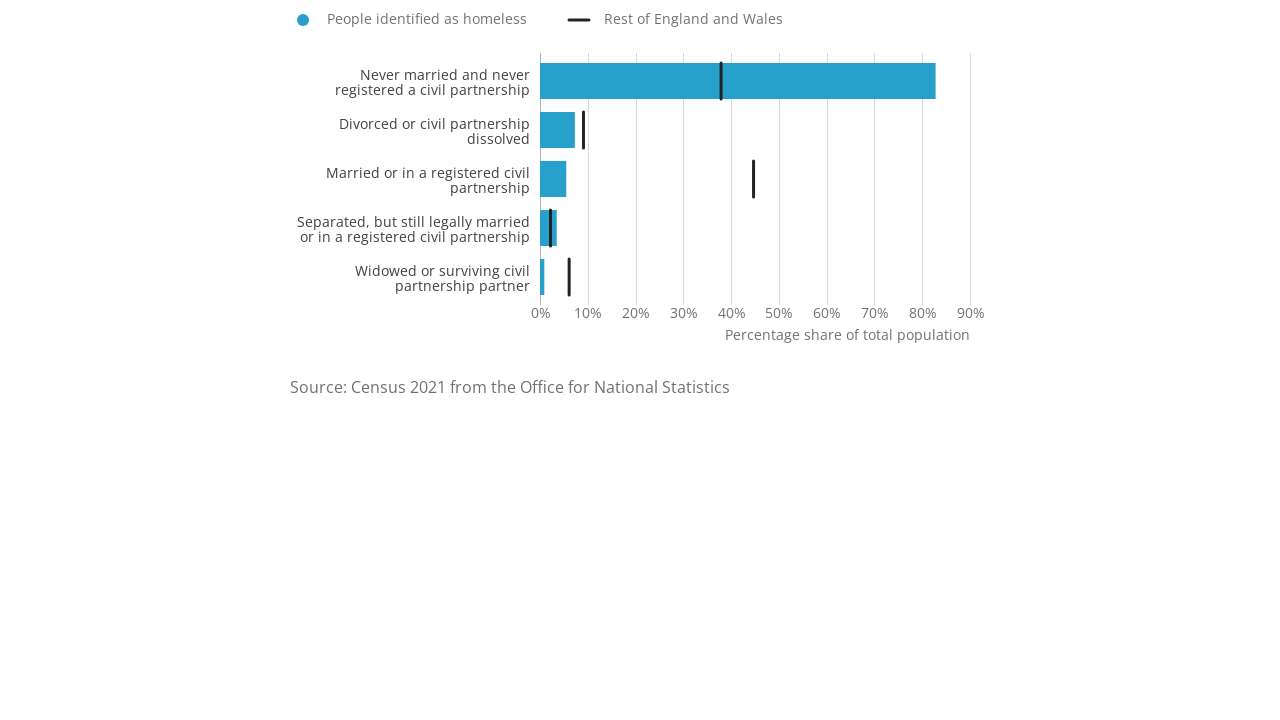 People identified as homeless
Rest of England and Wales
Never married and never
registered a civil partnership
Divorced or civil partnership
dissolved
Married or in a registered civil
partnership
Separated, but still legally married
or in a registered civil partnership
Widowed or surviving civil
partnership partner
0% 10% 20% 30% 40% 50% 60% 70% 80% 90%
Percentage share of total population
Source: Census 2021 from the Office for National Statistics